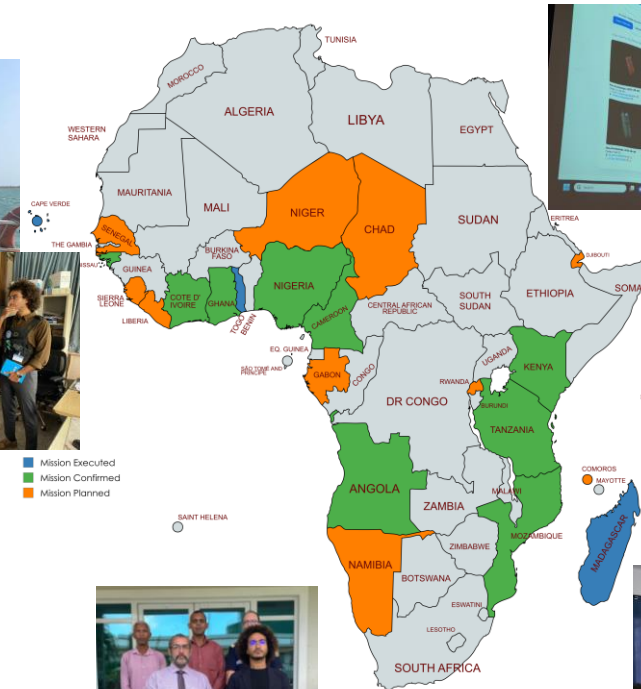 TUNISIA
MOROCCO
ALGERIA
LIBYA
EGYPT
WESTERN
SAHARA
MAURITANIA
MALI
NIGER
CHAD
SUDAN
ERITREA
CAPE VERDE
SENEGAL
THE GAMBIA
BISSAU
GUINEA
BURKINA
FASO
DJIBOUTI
SIERRA
LEONE
LIBERIA
COTE D'
IVOIRE
GHANA
TOGO
BENIN
NIGERIA
CAMEROON
CENTRAL AFRICAN
REPUBLIC
SOUTH
SUDAN
ETHIOPIA
SOMA
EQ. GUINEA
SÃO TOMÉ AND
PRINCIPE
GABON
CONGO
DR CONGO
UGANDA
KENYA
RWANDA
BURUNDI
TANZANIA
Mission Executed
Mission Confirmed
Mission Planned
ANGOLA
ZAMBIA
MALAWI
COMOROS
MAYOTTE
SAINT HELENA
MOZAMBIQUE
MADAGASCAR
NAMIBIA
ZIMBABWE
BOTSWANA
ESWATINI
LESOTHO
SOUTH AFRICA